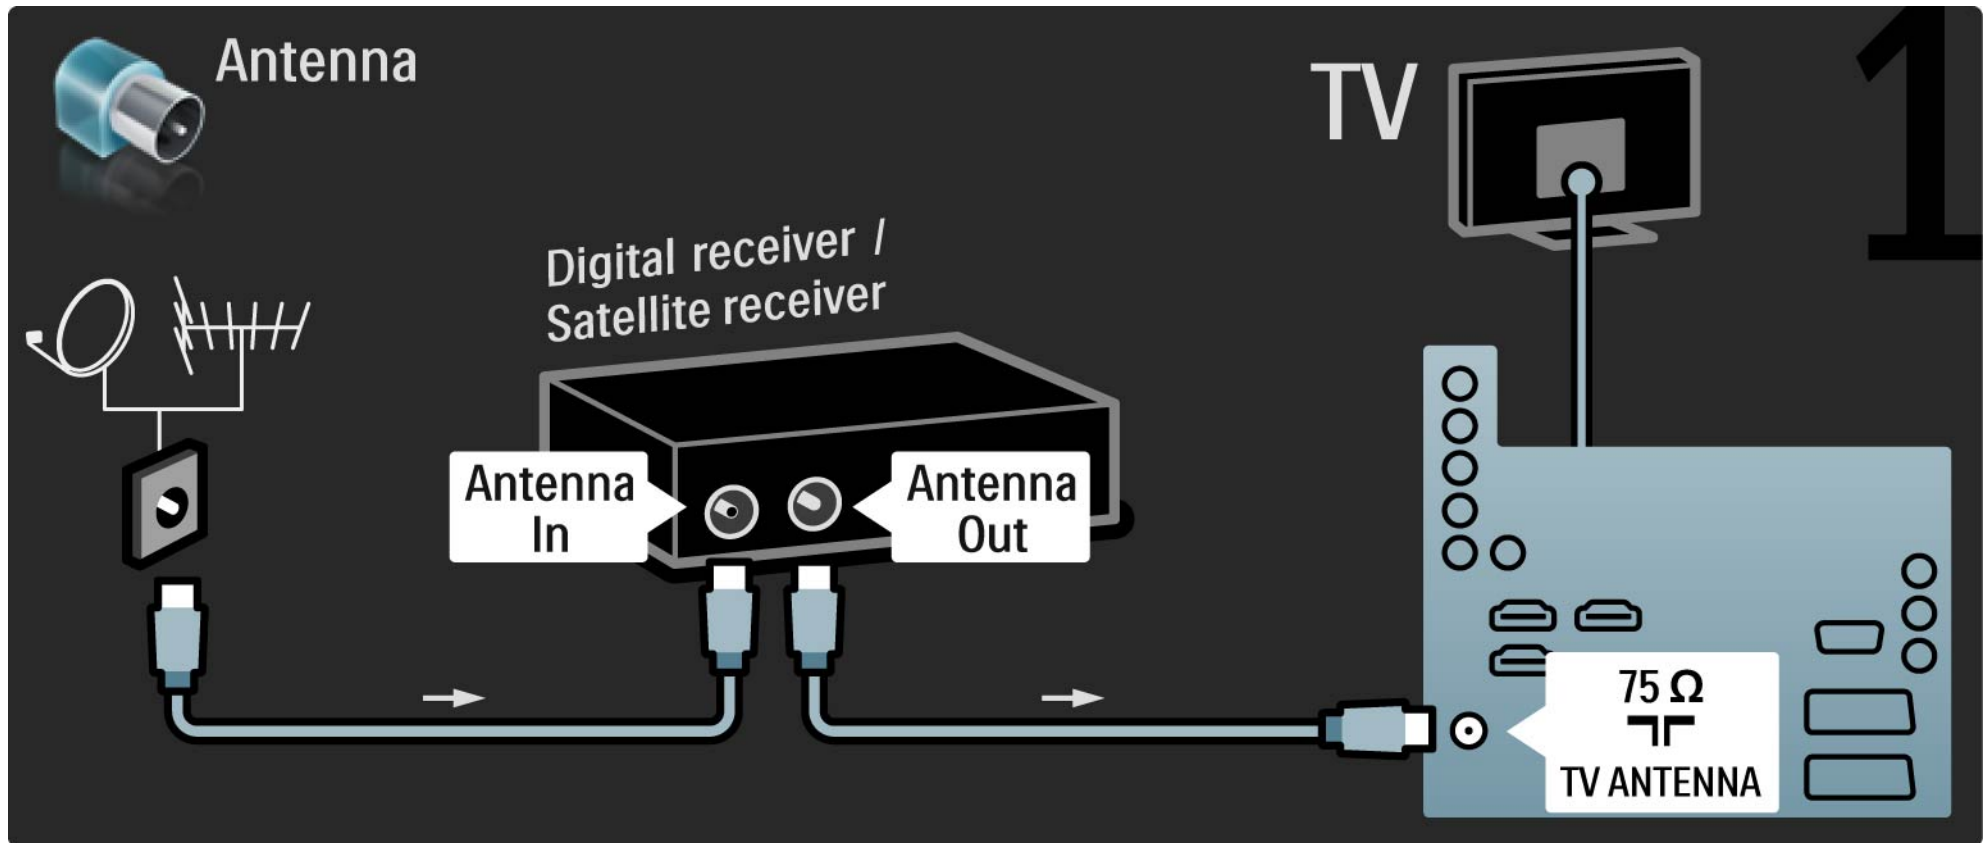 Antenna
TV
1
Digital receiver /
Satellite receiver
Antenna
In
Antenna
Out
75 Ω
TV ANTENNA